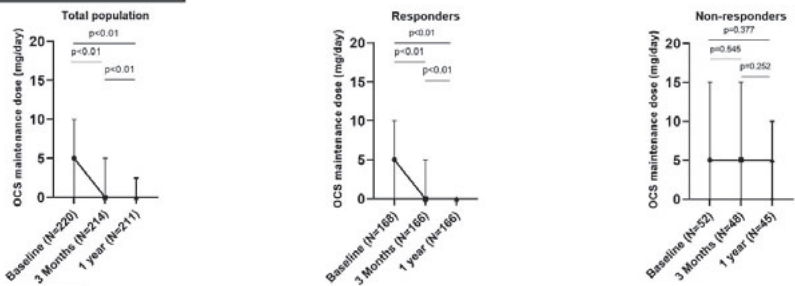 Total population
OCS maintenance dose (mg/day)
20
15
10
5
0
p<0.01
p<0.01
p<0.01
Baseline (N=220)
3 Months (N=214)
1 year (N=211)
Responders
OCS maintenance dose (mg/day)
20
15
10
5
0
p<0.01
p<0.01
p<0.01
Baseline (N=168)
3 Months (N=166)
1 year (N=166)
Non-responders
OCS maintenance dose (mg/day)
20
15
10
5
0
p=0.377
p=0.545
p=0.252
Baseline (N=52)
3 Months (N=48)
1 year (N=45)